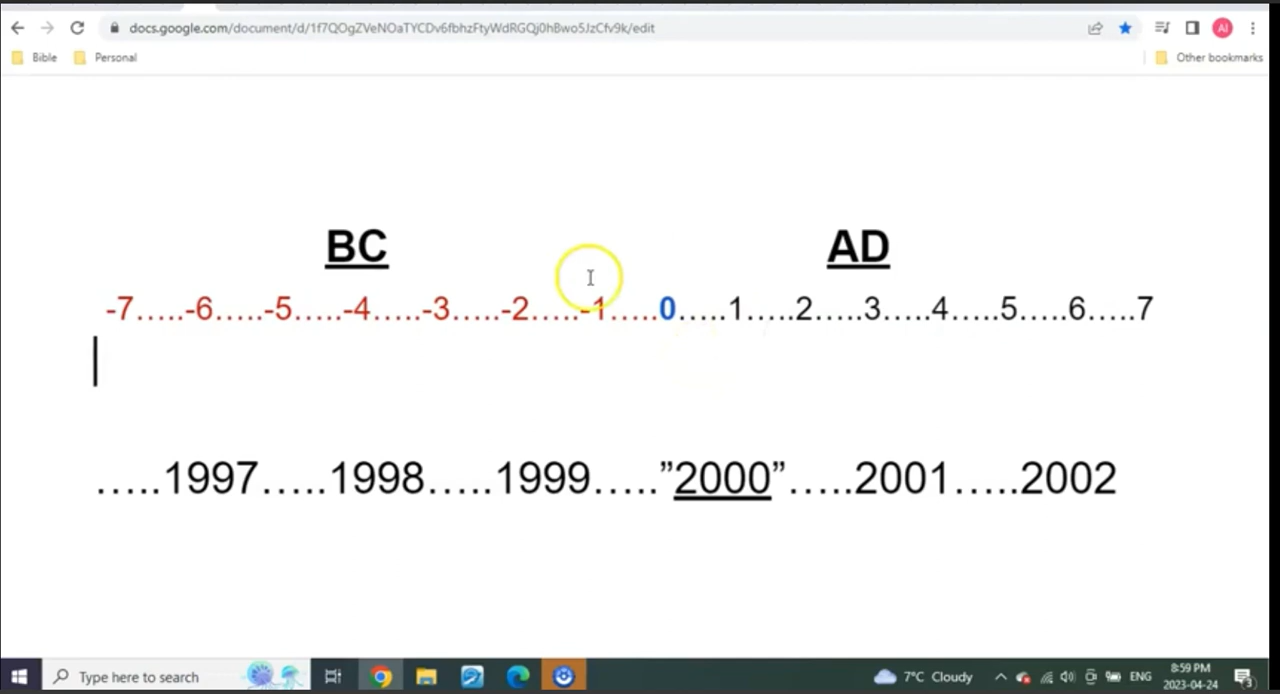 docs.google.com/document/d/1f7QOgZVeNOaTYCDv6fbhzFtyWdRGQj0hBwo5JzCfv9k/edit
AI
Bible
Personal
Other bookmarks
BC
AD
-7…..-6…..-5…..-4…..-3…..-2…..-1…..0…..1…..2…..3…..4…..5…..6…..7
…..1997…..1998…..1999…..”2000”…..2001…..2002
Type here to search
7°C Cloudy
ENG
8:59 PM
2023-04-24
3